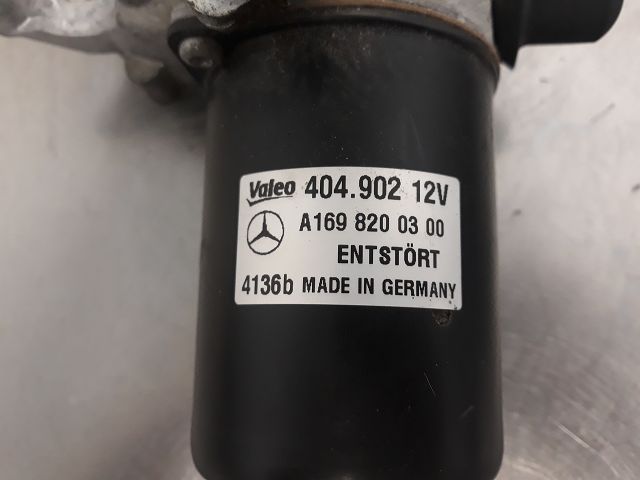 Valeo 404.902 12V
A169 820 03 00
ENTSTÖRT
4136b MADE IN GERMANY